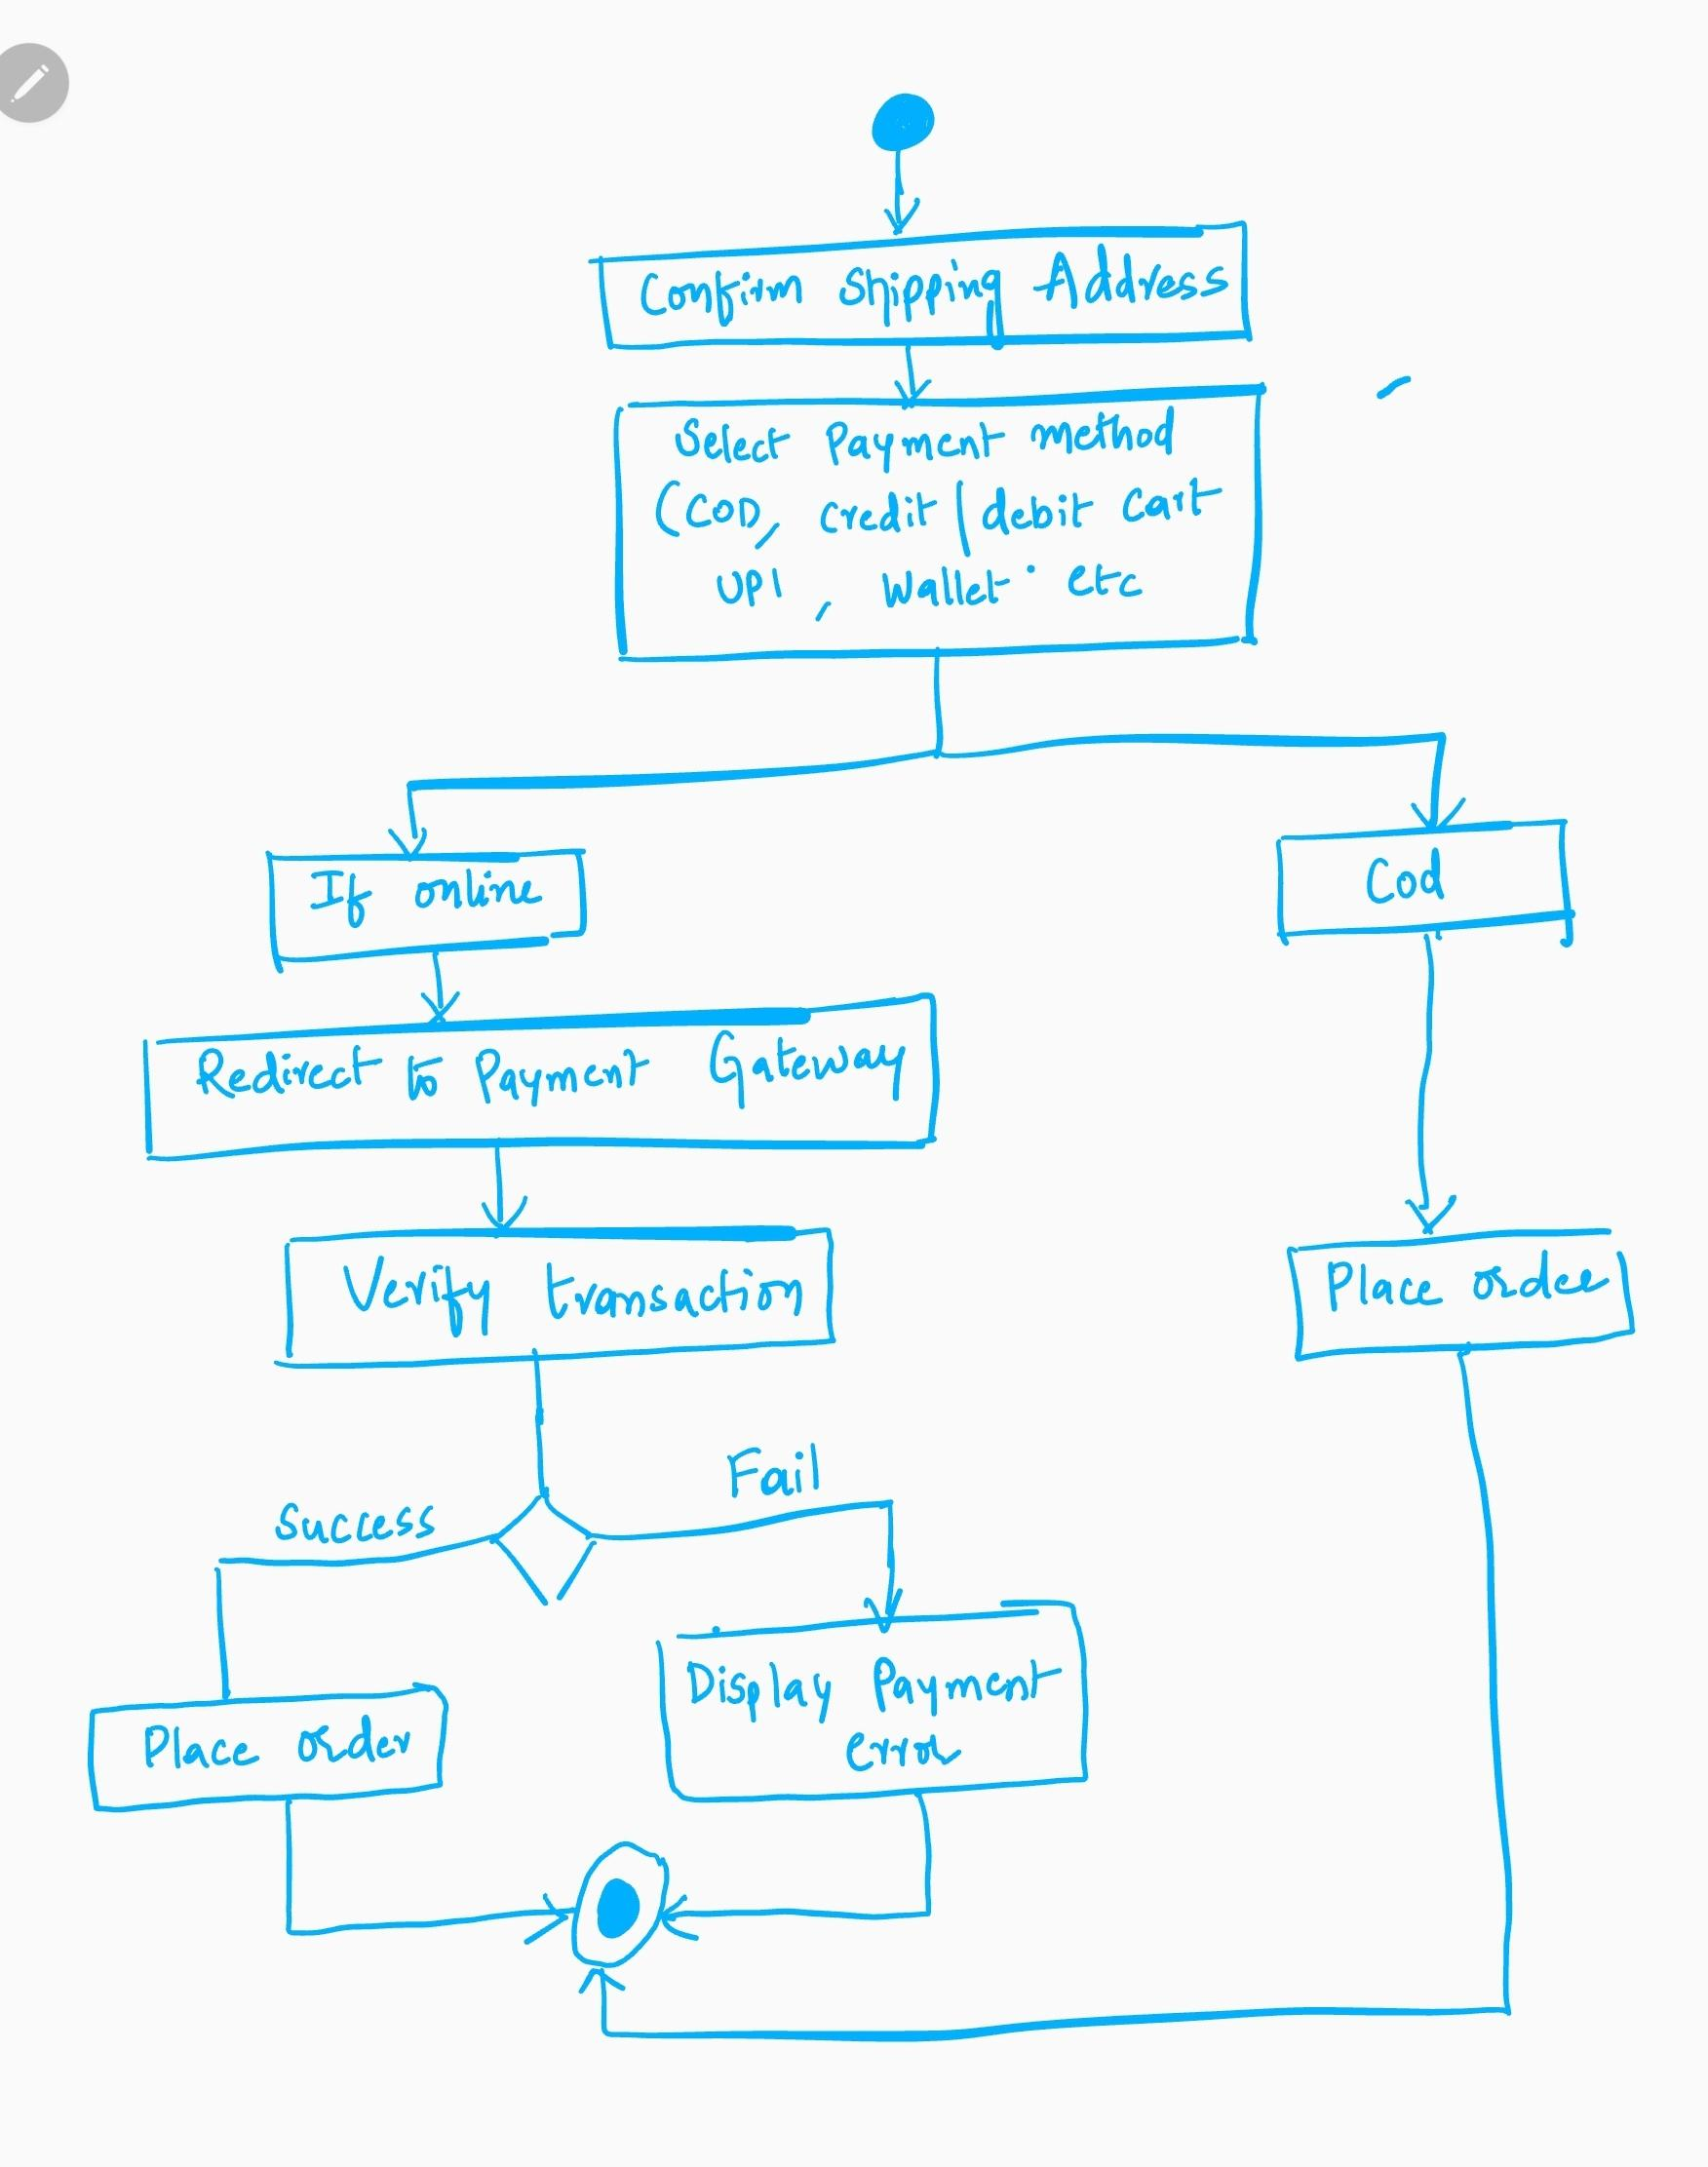 Confirm Shipping Address
Select Payment method
(COD, credit/debit Cart
UPI, Wallet. etc
If online
Cod
Redirect to Payment Gateway
Verify transaction
Place order
Fail
Success
Display Payment
error
Place order